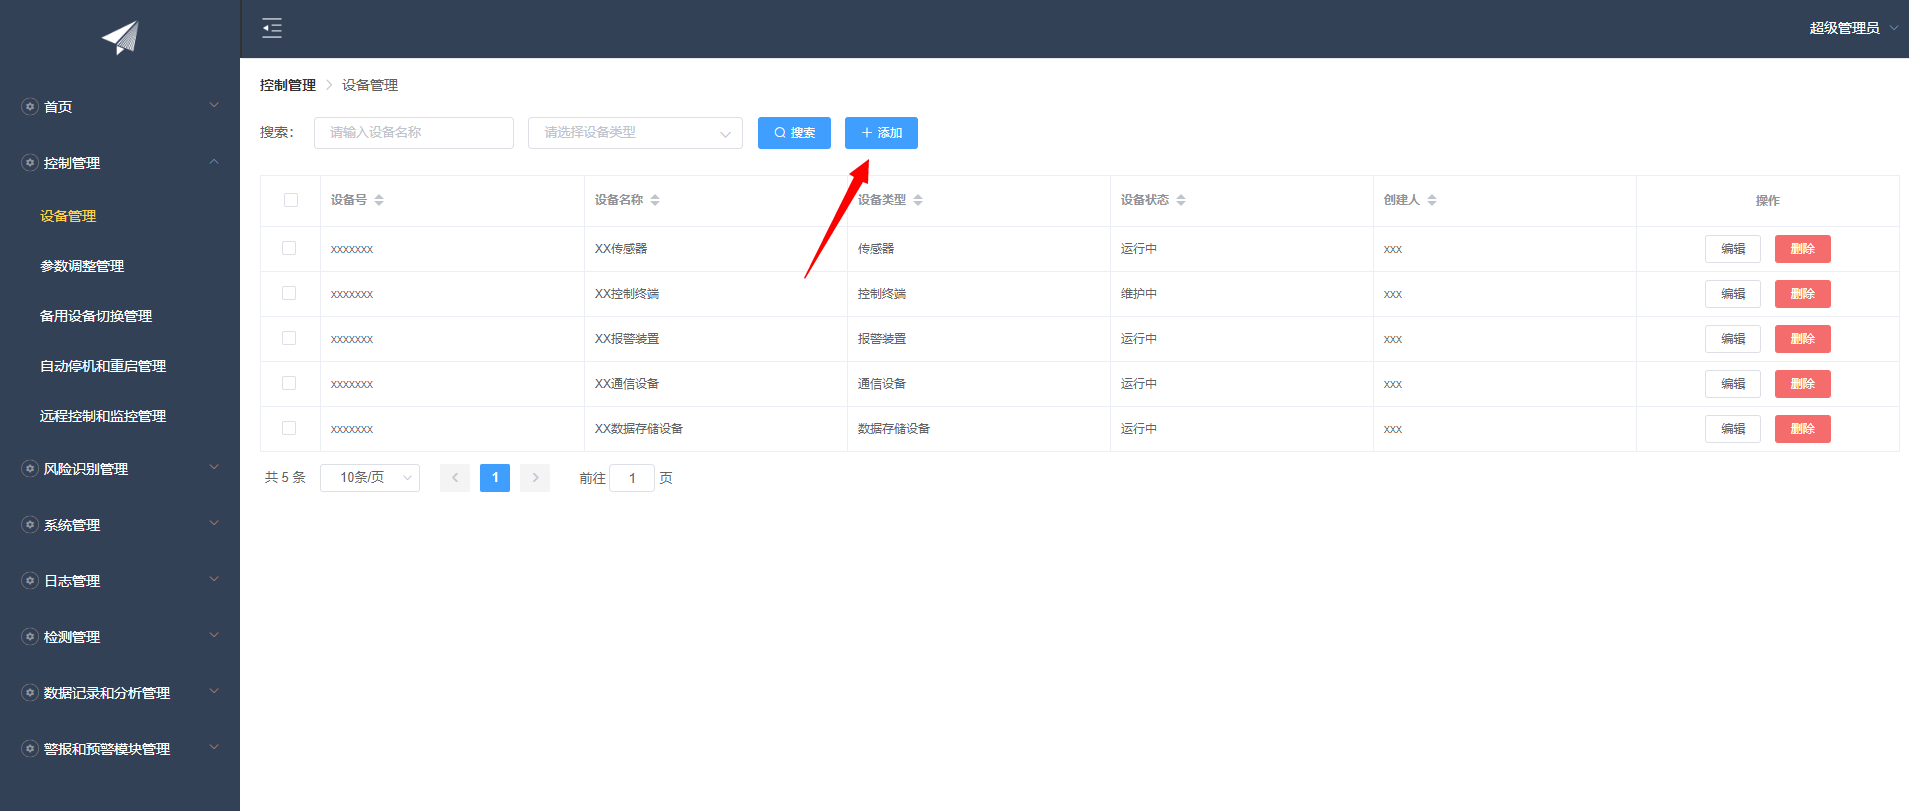 超级管理员
首页
控制管理
设备管理
参数调整管理
备用设备切换管理
自动停机和重启管理
远程控制和监控管理
风险识别管理
系统管理
日志管理
检测管理
数据记录和分析管理
警报和预警模块管理
控制管理 > 设备管理
搜索： 请输入设备名称 请选择设备类型 搜索 添加
设备号 设备名称 设备类型 设备状态 创建人 操作
xxxxxxx XX传感器 传感器 运行中 xxx 编辑 删除
xxxxxxx XX控制终端 控制终端 维护中 xxx 编辑 删除
xxxxxxx XX报警装置 报警装置 运行中 xxx 编辑 删除
xxxxxxx XX通信设备 通信设备 运行中 xxx 编辑 删除
xxxxxxx XX数据存储设备 数据存储设备 运行中 xxx 编辑 删除
共 5 条 10条/页 < 1 > 前往 1 页